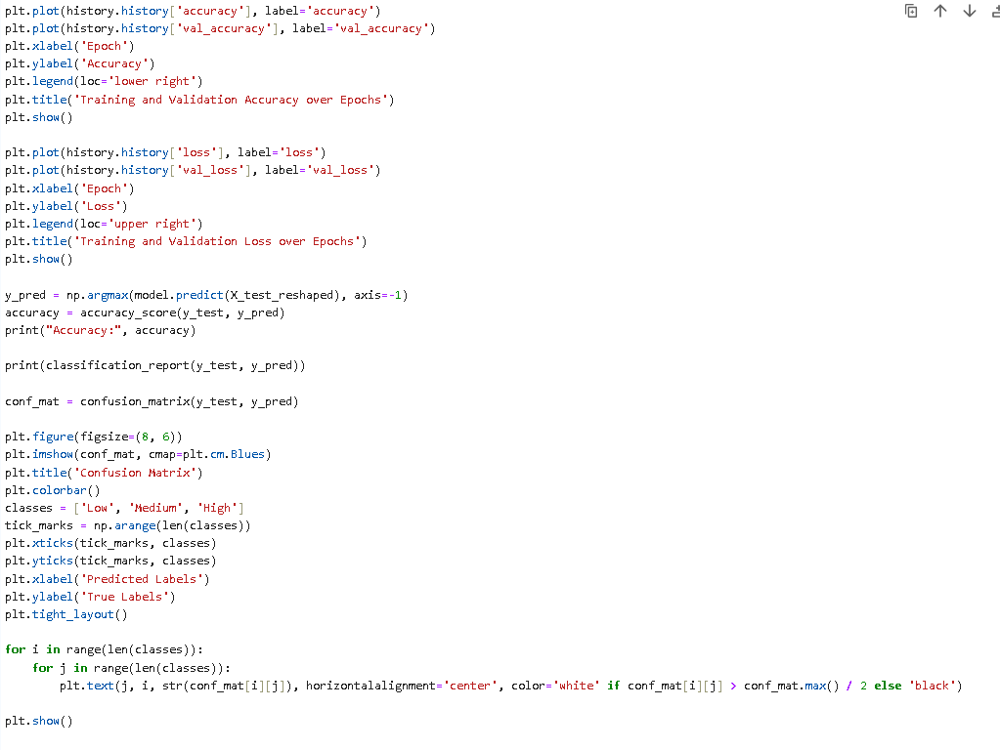 plt.plot(history.history['accuracy'], label='accuracy')
plt.plot(history.history['val_accuracy'], label='val_accuracy')
plt.xlabel('Epoch')
plt.ylabel('Accuracy')
plt.legend(loc='lower right')
plt.title('Training and Validation Accuracy over Epochs')
plt.show()

plt.plot(history.history['loss'], label='loss')
plt.plot(history.history['val_loss'], label='val_loss')
plt.xlabel('Epoch')
plt.ylabel('Loss')
plt.legend(loc='upper right')
plt.title('Training and Validation Loss over Epochs')
plt.show()

y_pred = np.argmax(model.predict(X_test_reshaped), axis=-1)
accuracy = accuracy_score(y_test, y_pred)
print("Accuracy:", accuracy)

print(classification_report(y_test, y_pred))

conf_mat = confusion_matrix(y_test, y_pred)

plt.figure(figsize=(8, 6))
plt.imshow(conf_mat, cmap=plt.cm.Blues)
plt.title('Confusion Matrix')
plt.colorbar()
classes = ['Low', 'Medium', 'High']
tick_marks = np.arange(len(classes))
plt.xticks(tick_marks, classes)
plt.yticks(tick_marks, classes)
plt.xlabel('Predicted Labels')
plt.ylabel('True Labels')
plt.tight_layout()

for i in range(len(classes)):
    for j in range(len(classes)):
        plt.text(j, i, str(conf_mat[i][j]), horizontalalignment='center', color='white' if conf_mat[i][j] > conf_mat.max() / 2 else 'black')

plt.show()